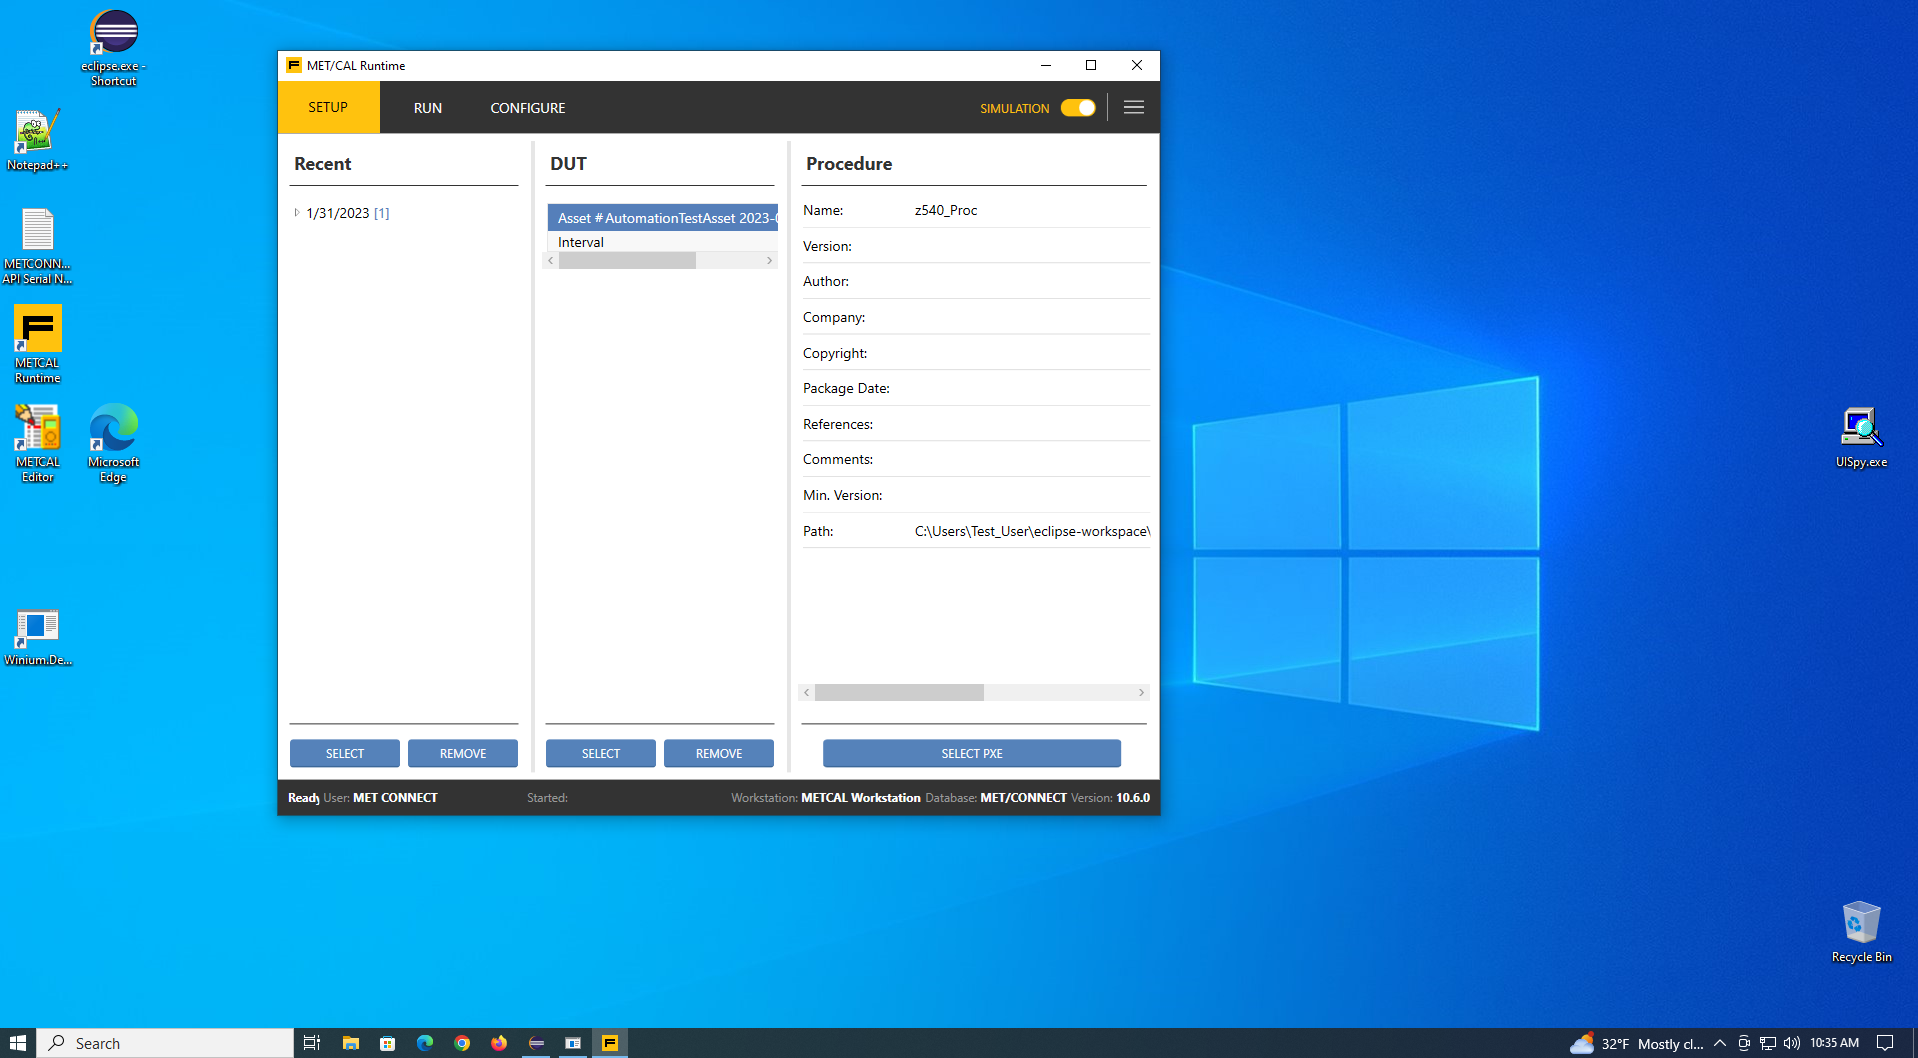 eclipse.exe -
Shortcut
Notepad++
METCONN...
API Serial N...
METCAL
Runtime
METCAL
Editor
Microsoft
Edge
Winium.De...
MET/CAL Runtime
SETUP
RUN
CONFIGURE
SIMULATION
Recent
1/31/2023 [1]
SELECT
REMOVE
DUT
Asset # AutomationTestAsset 2023-0
Interval
SELECT
REMOVE
Procedure
Name: z540_Proc
Version:
Author:
Company:
Copyright:
Package Date:
References:
Comments:
Min. Version:
Path: C:\Users\Test_User\eclipse-workspace\
SELECT PXE
Ready User: MET CONNECT Started: Workstation: METCAL Workstation Database: MET/CONNECT Version: 10.6.0
UISpy.exe
Recycle Bin
Search
32°F Mostly cl...
10:35 AM